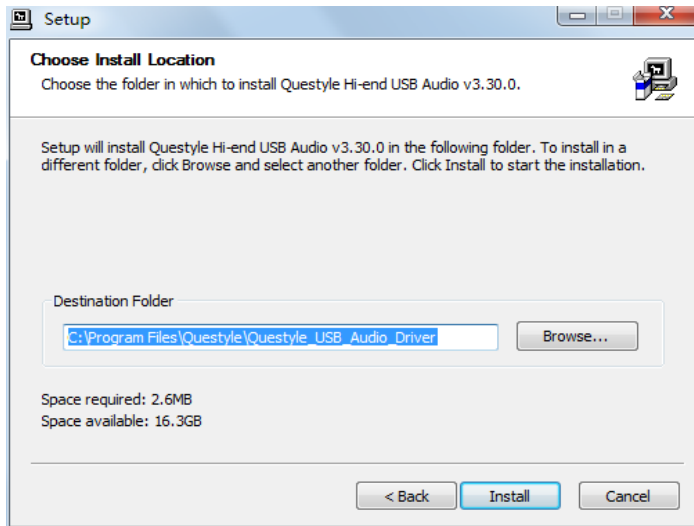 Setup
Choose Install Location
Choose the folder in which to install Questyle Hi-end USB Audio v3.30.0.
Setup will install Questyle Hi-end USB Audio v3.30.0 in the following folder. To install in a
different folder, click Browse and select another folder. Click Install to start the installation.
Destination Folder
C:\Program Files\Questyle\Questyle_USB_Audio_Driver
Browse...
Space required: 2.6MB
Space available: 16.3GB
< Back
Install
Cancel